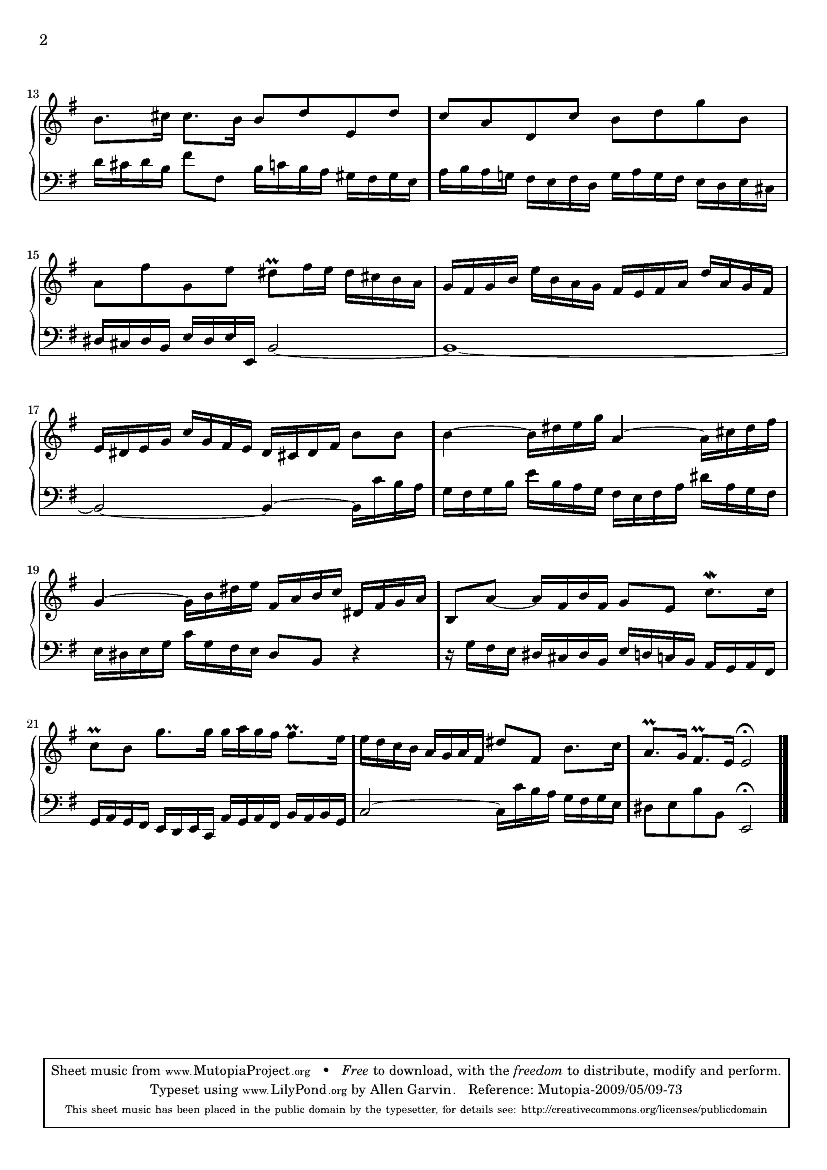 2
13
15
17
19
21
Sheet music from www.MutopiaProject.org • Free to download, with the freedom to distribute, modify and perform.
Typeset using www.LilyPond.org by Allen Garvin. Reference: Mutopia-2009/05/09-73
This sheet music has been placed in the public domain by the typesetter, for details see: http://creativecommons.org/licenses/publicdomain